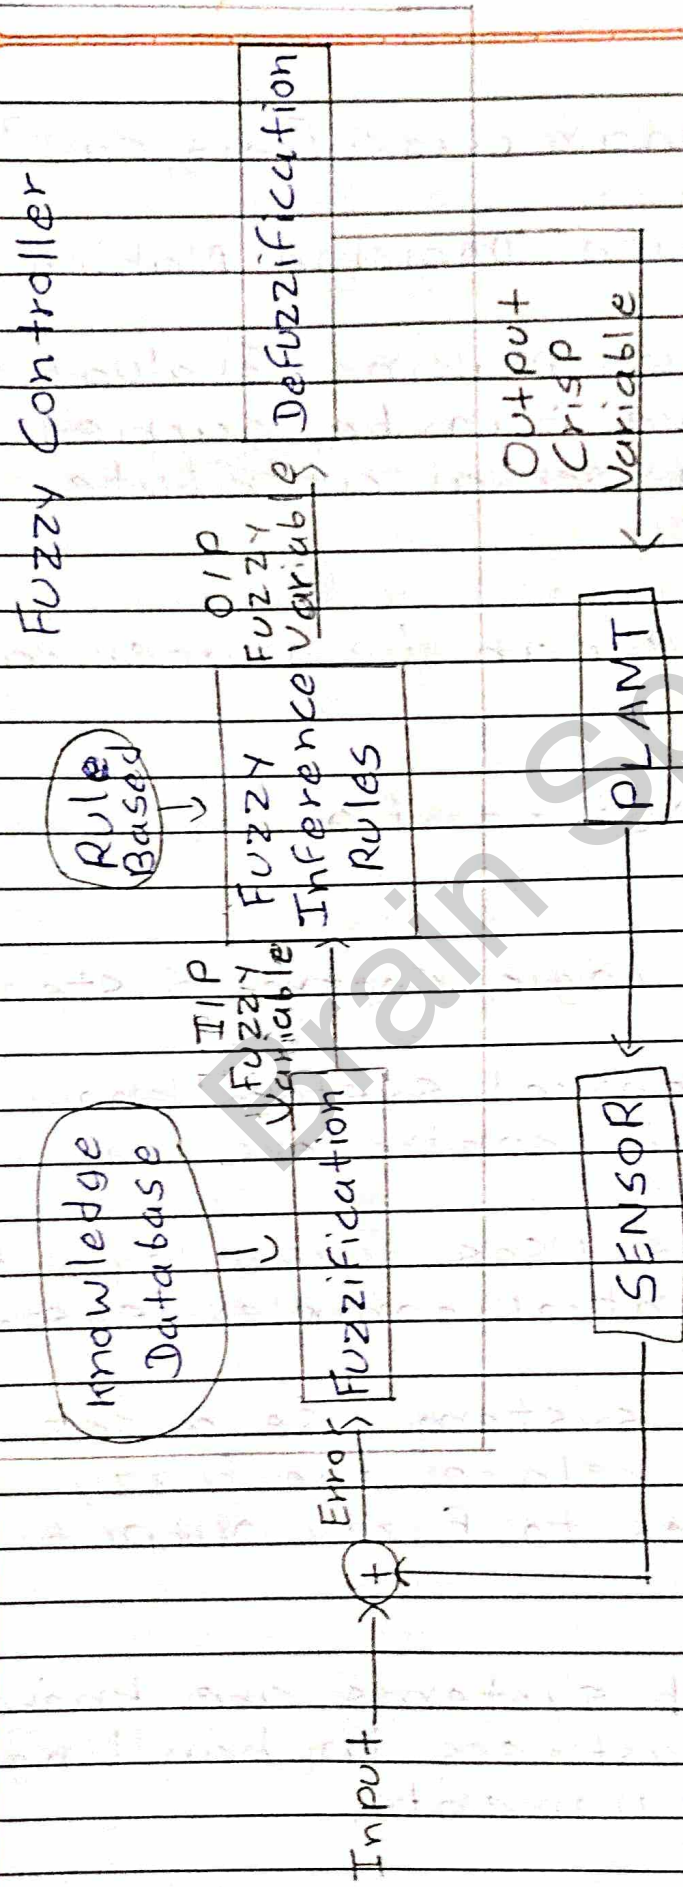 Fuzzy Controller
Knowledge
Database
Rule
Based
Input
+
Error
Fuzzification
I/P
Fuzzy
Variable
Fuzzy
Inference
Rules
O/P
Fuzzy
Variable
Defuzzification
Output
Crisp
Variable
PLANT
SENSOR
Brain